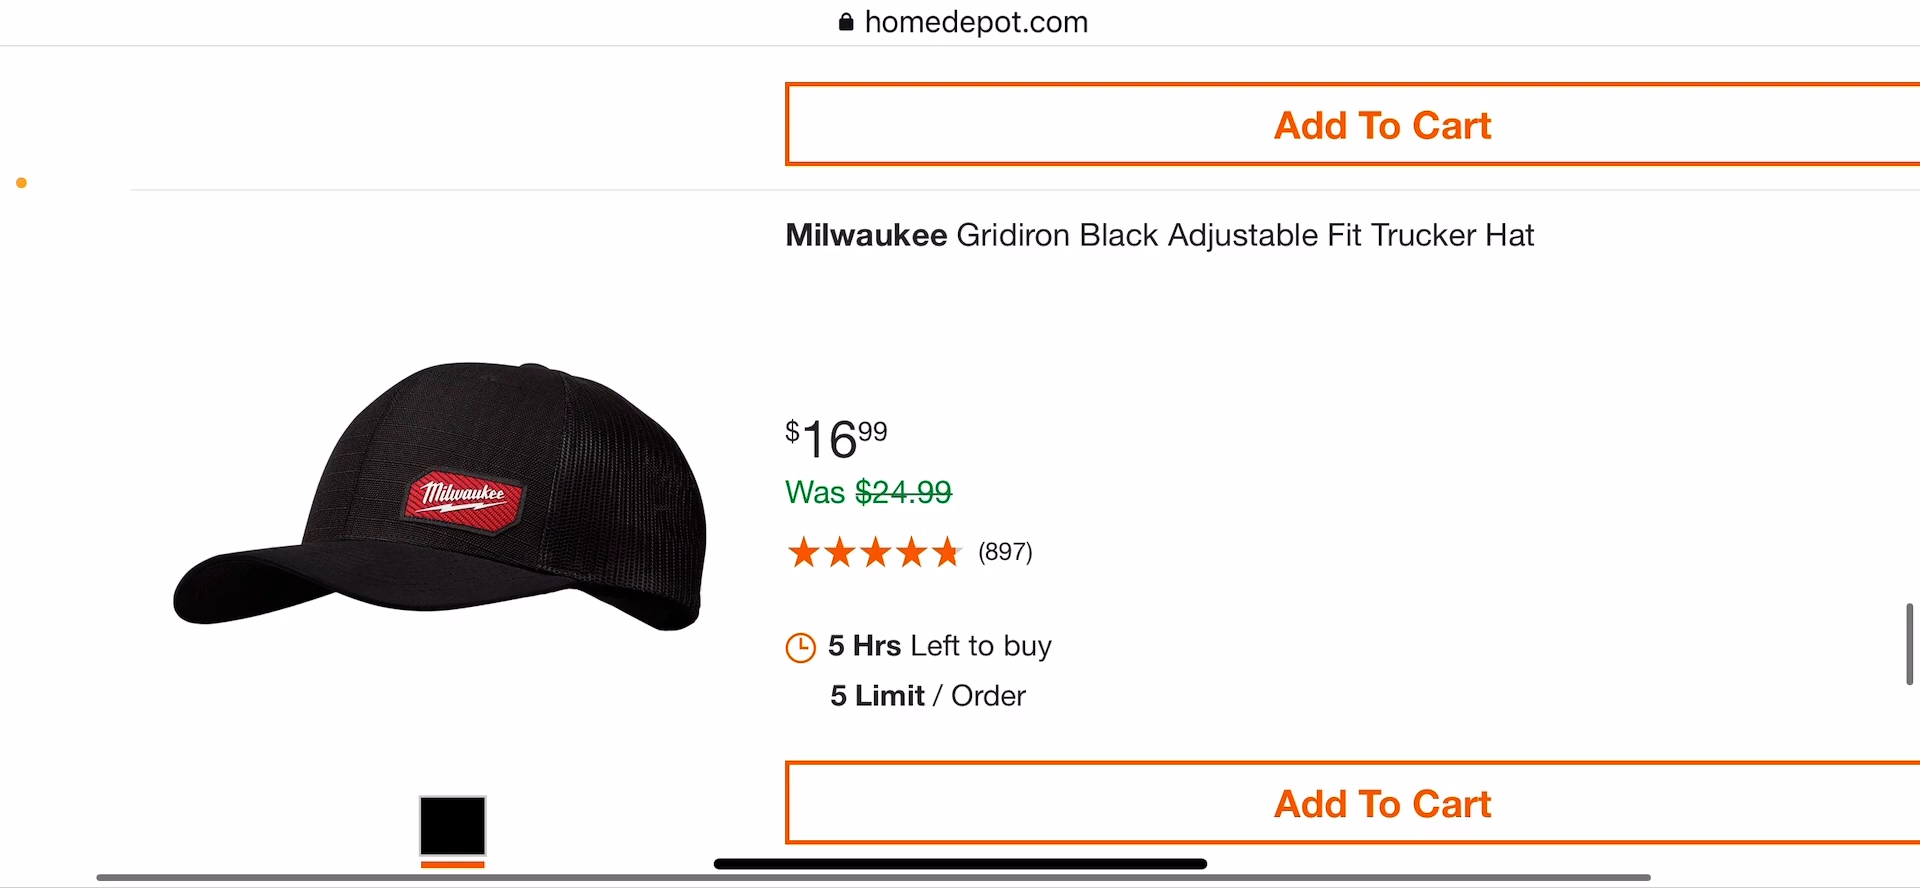 homedepot.com
Add To Cart
Milwaukee Gridiron Black Adjustable Fit Trucker Hat
Milwaukee
$1699
Was $24.99
(897)
5 Hrs Left to buy
5 Limit / Order
Add To Cart